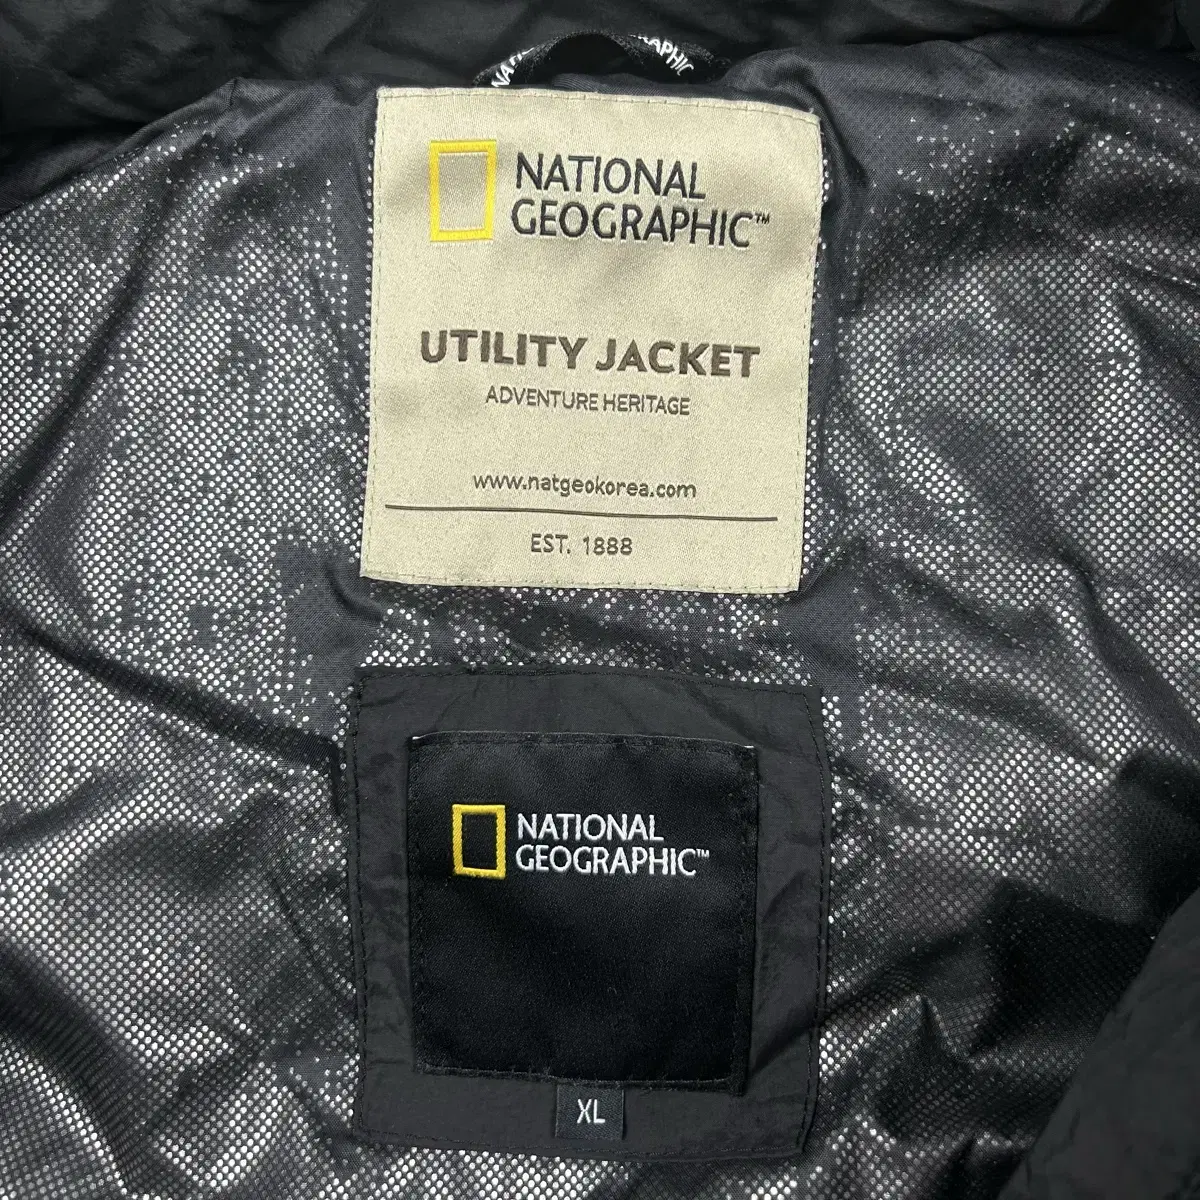 NATIONAL
GEOGRAPHIC™
UTILITY JACKET
ADVENTURE HERITAGE
www.natgeokorea.com
EST. 1888
NATIONAL
GEOGRAPHIC™
XL